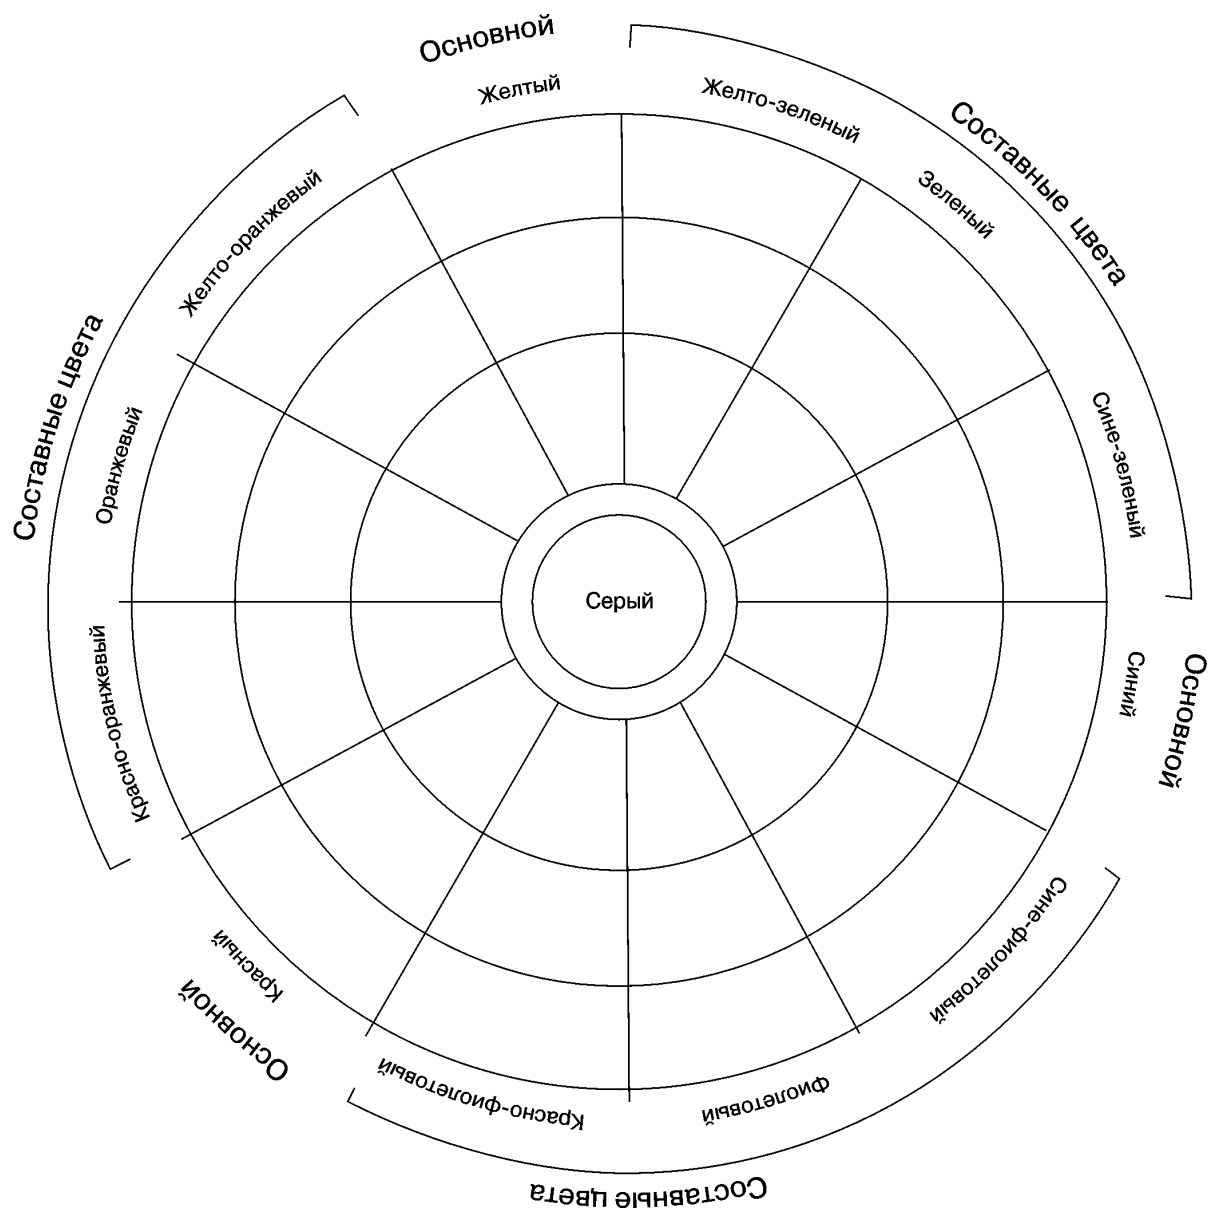 Основной
Желтый
Составные цвета
Желто-зеленый
Зеленый
Сине-зеленый
Основной
Синий
Составные цвета
Сине-фиолетовый
Фиолетовый
Красно-фиолетовый
Основной
Красный
Составные цвета
Красно-оранжевый
Оранжевый
Желто-оранжевый
Серый